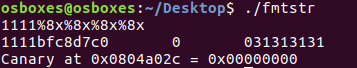 osboxes@osboxes:~/Desktop$ ./fmtstr
1111%8x%8x%8x%8x
1111bfc8d7c0       0       031313131
Canary at 0x0804a02c = 0x00000000